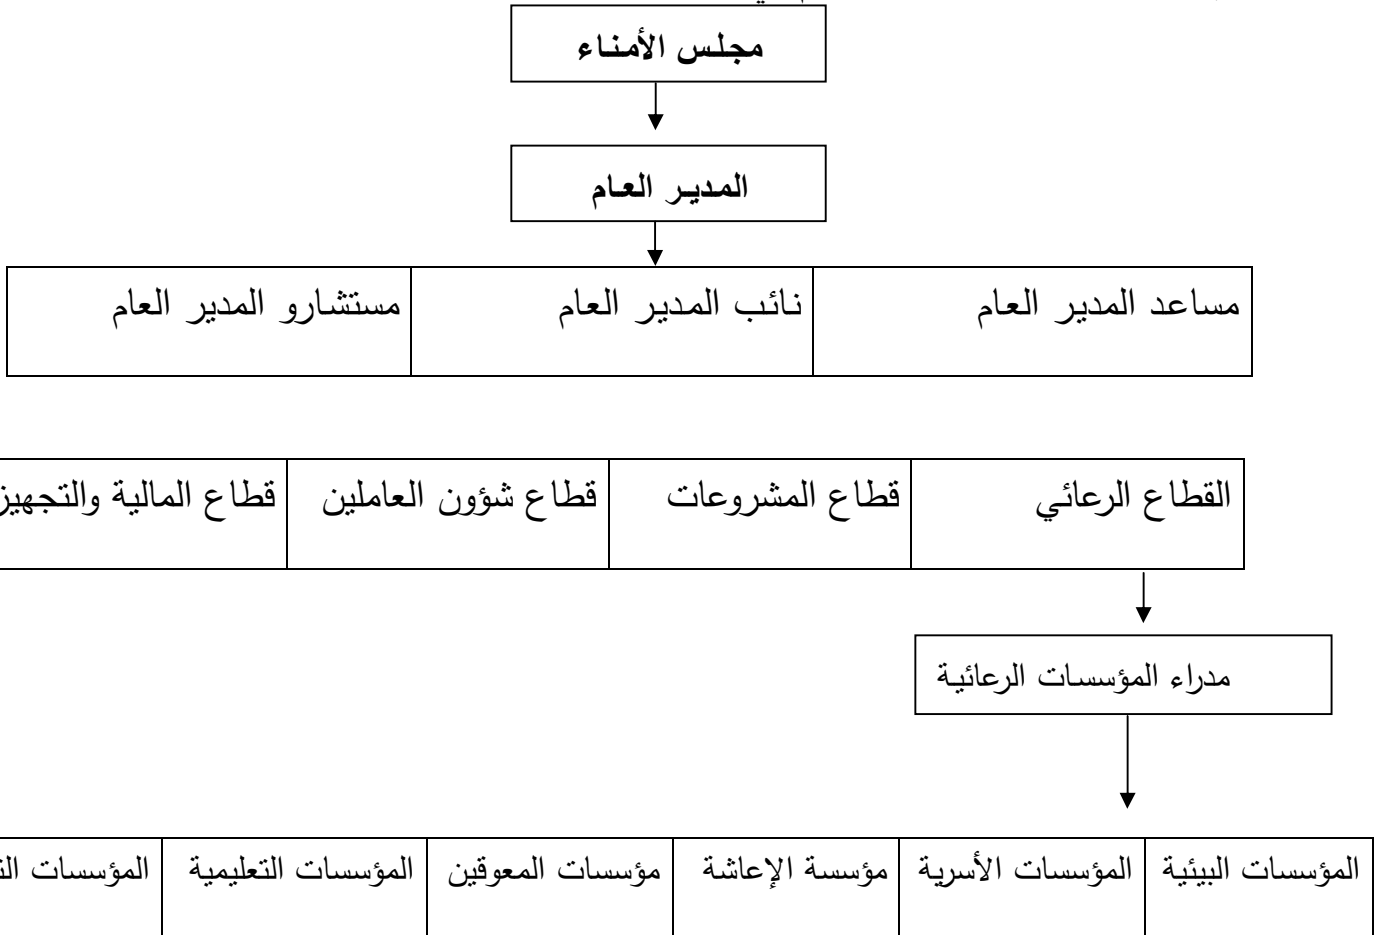 مجلس الأمناء
المدير العام
مساعد المدير العام
نائب المدير العام
مستشارو المدير العام
القطاع الرعائي
قطاع المشروعات
قطاع شؤون العاملين
قطاع المالية والتجهيز
مدراء المؤسسات الرعائية
المؤسسات البيئية
المؤسسات الأسرية
مؤسسة الإعاشة
مؤسسات المعوقين
المؤسسات التعليمية
المؤسسات